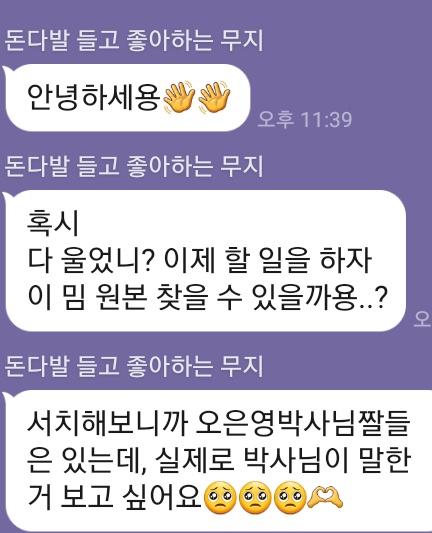 돈다발 들고 좋아하는 무지
안녕하세용👋👋
오후 11:39
돈다발 들고 좋아하는 무지
혹시
다 울었니? 이제 할 일을 하자
이 밈 원본 찾을 수 있을까용..?
오
돈다발 들고 좋아하는 무지
서치해보니까 오은영박사님짤들
은 있는데, 실제로 박사님이 말한
거 보고 싶어요🥺🥺🥺🫶